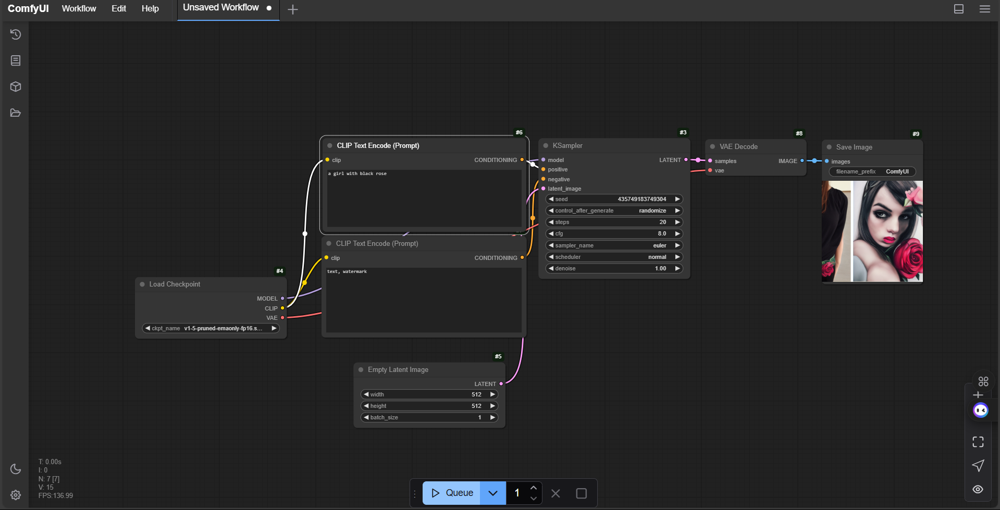 ComfyUI Workflow Edit Help Unsaved Workflow
#6
CLIP Text Encode (Prompt)
clip CONDITIONING
a girl with black rose
CLIP Text Encode (Prompt)
clip CONDITIONING
text, watermark
#4
Load Checkpoint
MODEL
CLIP
VAE
ckpt_name v1-5-pruned-emaonly-fp16.s...
#5
Empty Latent Image
LATENT
width 512
height 512
batch_size 1
#3
KSampler
model LATENT
positive
negative
latent_image
seed 435749183749304
control_after_generate randomize
steps 20
cfg 8.0
sampler_name euler
scheduler normal
denoise 1.00
#8
VAE Decode
samples IMAGE
vae
#9
Save Image
images
filename_prefix ComfyUI
T: 0.00s
I: 0
N: 7 [7]
V: 15
FPS:136.99
Queue 1